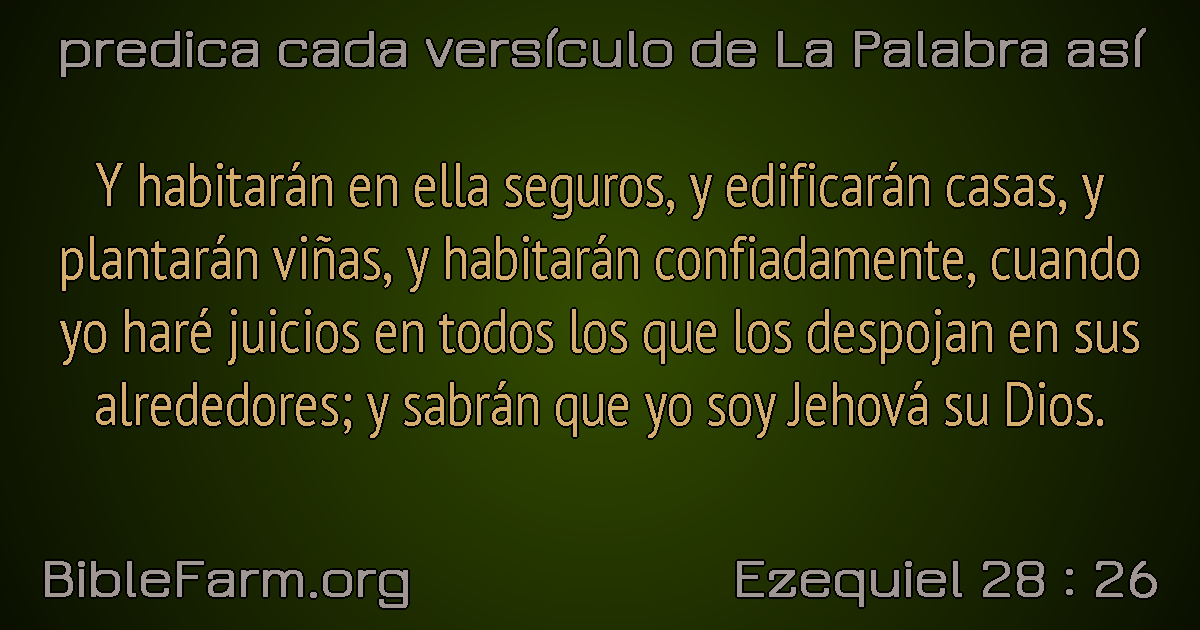 predica cada versículo de La Palabra así
Y habitarán en ella seguros, y edificarán casas, y
plantarán viñas, y habitarán confiadamente, cuando
yo haré juicios en todos los que los despojan en sus
alrededores; y sabrán que yo soy Jehová su Dios.
BibleFarm.org
Ezequiel 28 : 26